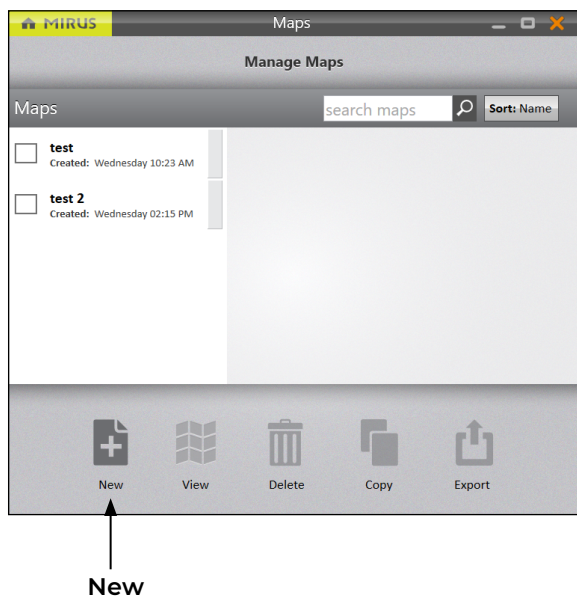 MIRUS Maps
Manage Maps
Maps search maps Sort: Name
test
Created: Wednesday 10:23 AM
test 2
Created: Wednesday 02:15 PM
New View Delete Copy Export
New